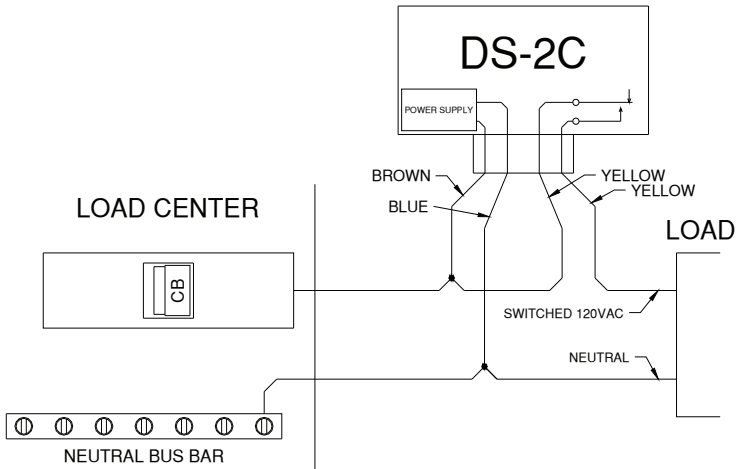 DS-2C
POWER SUPPLY
BROWN
YELLOW
YELLOW
BLUE
LOAD CENTER
LOAD
CB
SWITCHED 120VAC
NEUTRAL
NEUTRAL BUS BAR